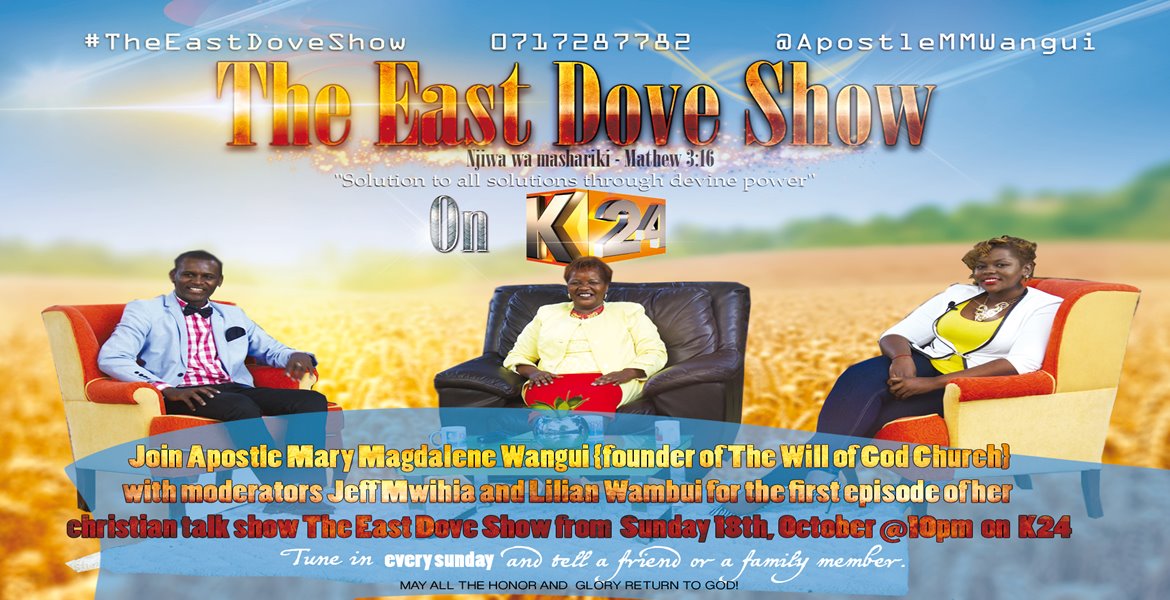 #TheEastDoveShow 0717287782 @ApostleMMWangui
The East Dove Show
Njiwa wa mashariki - Mathew 3:16
"Solution to all solutions through devine power"
On K24
Join Apostle Mary Magdalene Wangui {founder of The Will of God Church}
with moderators Jeff Mwihia and Lilian Wambui for the first episode of her
christian talk show The East Dove Show from Sunday 18th, October @10pm on K24
Tune in every sunday and tell a friend or a family member.
MAY ALL THE HONOR AND GLORY RETURN TO GOD!